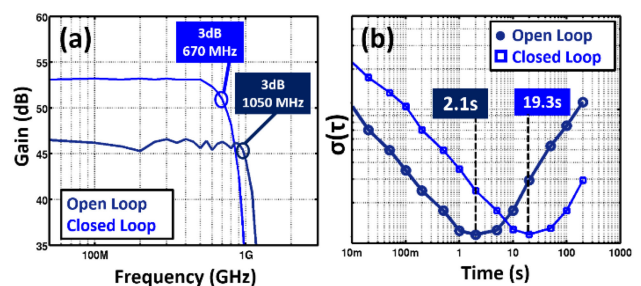 (a)
60
55
50
45
40
35
Gain (dB)
3dB
670 MHz
3dB
1050 MHz
Open Loop
Closed Loop
100M
1G
Frequency (GHz)
(b)
Open Loop
Closed Loop
2.1s
19.3s
σ(τ)
10m
100m
1
10
100
1000
Time (s)